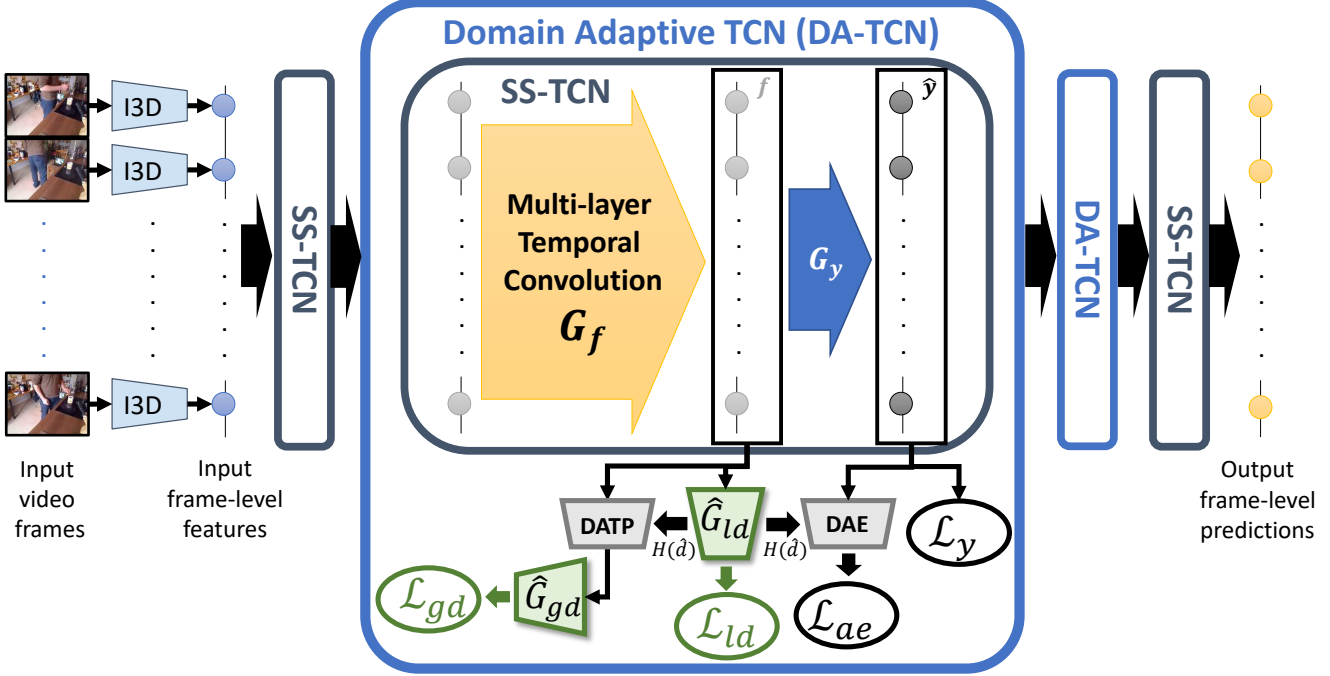 Domain Adaptive TCN (DA-TCN)
SS-TCN
f
ŷ
I3D
I3D
I3D
SS-TCN
Multi-layer
Temporal
Convolution
G_f
G_y
DA-TCN
SS-TCN
Input
video
frames
Input
frame-level
features
Output
frame-level
predictions
DATP
H(d̂)
Ĝ_ld
H(d̂)
DAE
ℒ_y
ℒ_gd
Ĝ_gd
ℒ_ld
ℒ_ae